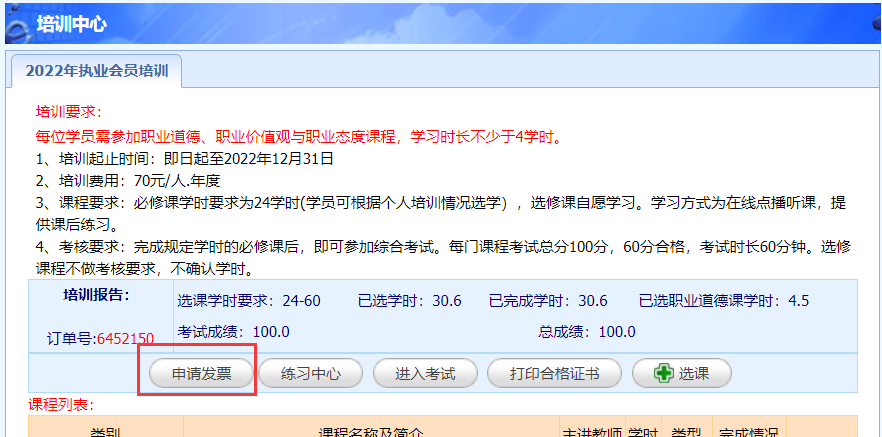 培训中心
2022年执业会员培训
培训要求：
每位学员需参加职业道德、职业价值观与职业态度课程，学习时长不少于4学时。
1、培训起止时间：即日起至2022年12月31日
2、培训费用：70元/人.年度
3、课程要求：必修课学时要求为24学时(学员可根据个人培训情况选学），选修课自愿学习。学习方式为在线点播听课，提
供课后练习。
4、考核要求：完成规定学时的必修课后，即可参加综合考试。每门课程考试总分100分，60分合格，考试时长60分钟。选修
课程不做考核要求，不确认学时。
培训报告：
订单号:6452150
选课学时要求：24-60 已选学时：30.6 已完成学时：30.6 已选职业道德课学时：4.5
考试成绩：100.0 总成绩：100.0
申请发票 练习中心 进入考试 打印合格证书 选课
课程列表：
类别 课程名称及简介 主讲教师 学时 类型 完成情况